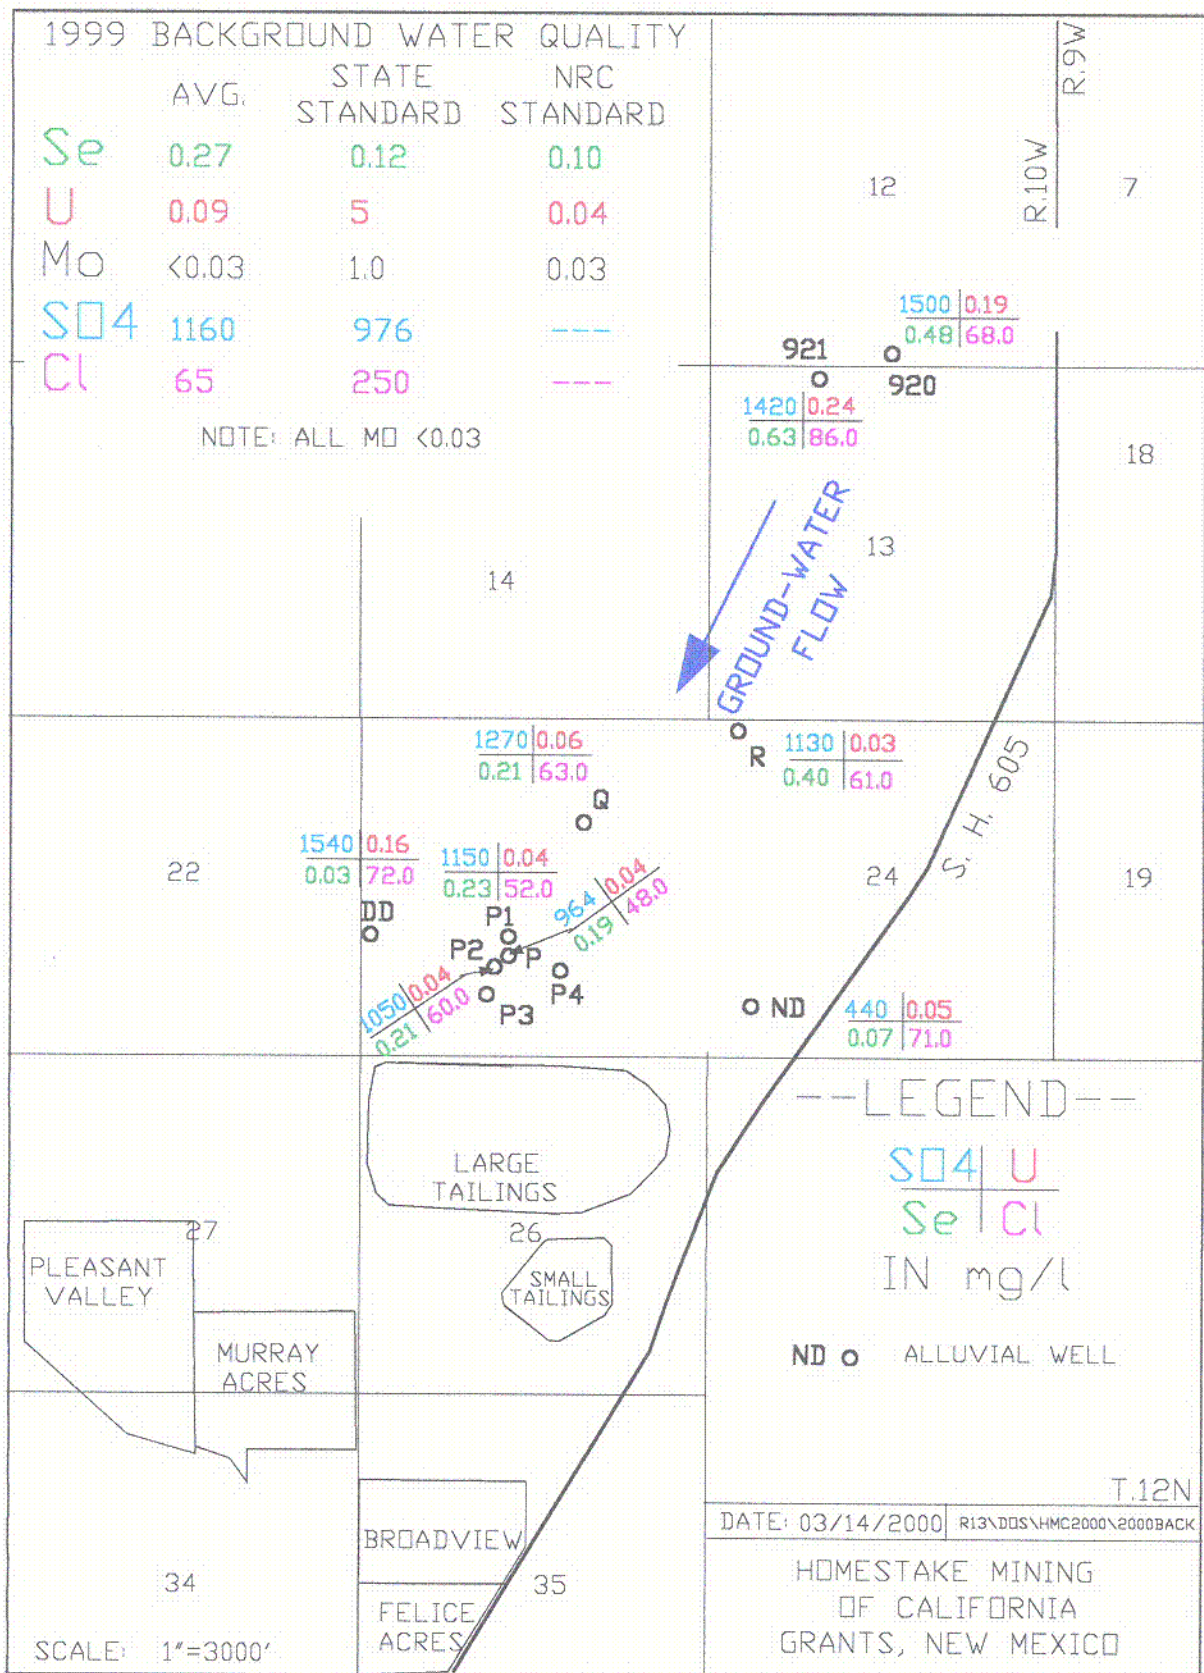 1999 BACKGROUND WATER QUALITY
AVG. STATE STANDARD NRC STANDARD
Se 0.27 0.12 0.10
U 0.09 5 0.04
Mo <0.03 1.0 0.03
SO4 1160 976 ---
Cl 65 250 ---
NOTE: ALL MO <0.03
R.9W
R.10W
12
7
1500 0.19
0.48 68.0
921
920
1420 0.24
0.63 86.0
18
13
14
GROUND-WATER
FLOW
1270 0.06
0.21 63.0
R
1130 0.03
0.40 61.0
S. H. 605
Q
1540 0.16
0.03 72.0
1150 0.04
0.23 52.0
964 0.04
0.19 48.0
22
24
19
DD
P1
P2
P
P4
P3
1050 0.04
0.21 60.0
ND
440 0.05
0.07 71.0
--LEGEND--
SO4 U
Se Cl
IN mg/l
ND ALLUVIAL WELL
LARGE
TAILINGS
27
26
PLEASANT
VALLEY
SMALL
TAILINGS
MURRAY
ACRES
T.12N
DATE: 03/14/2000 R13\DOS\HMC2000\2000BACK
BROADVIEW
34
35
FELICE
ACRES
HOMESTAKE MINING
OF CALIFORNIA
GRANTS, NEW MEXICO
SCALE: 1"=3000'